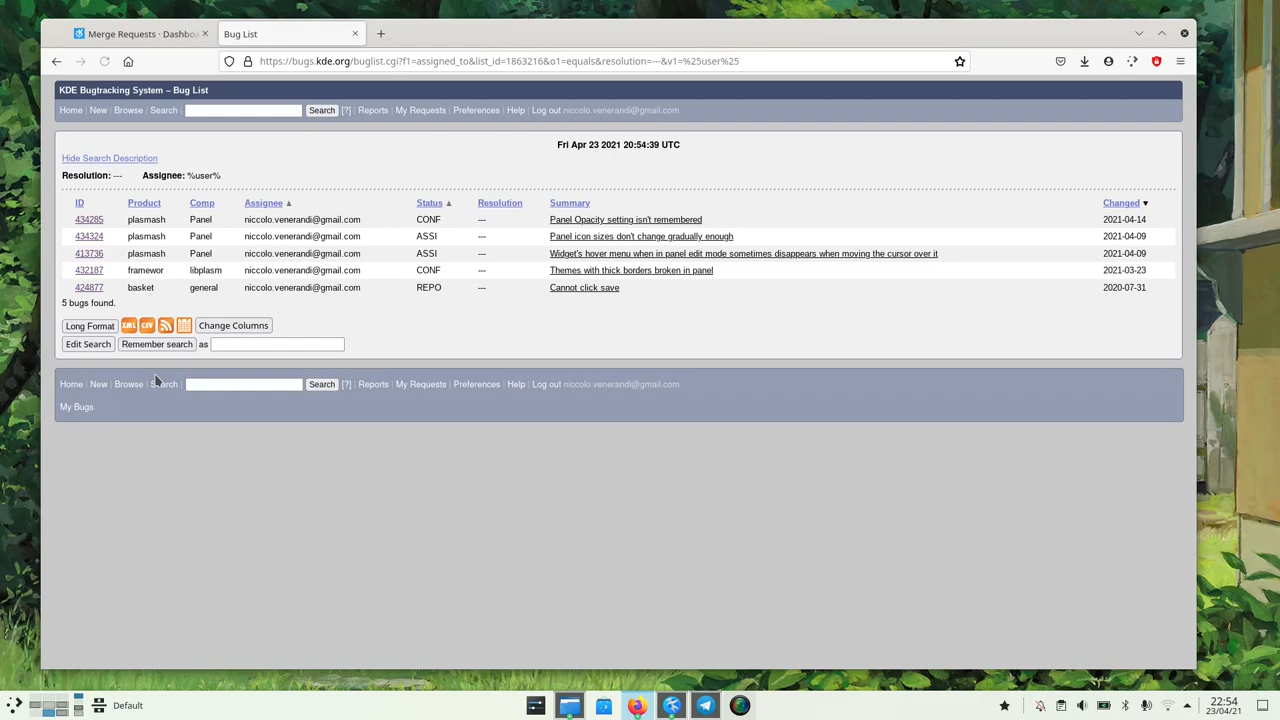 Merge Requests · Dashbo
Bug List
https://bugs.kde.org/buglist.cgi?f1=assigned_to&list_id=1863216&o1=equals&resolution=---&v1=%25user%25
KDE Bugtracking System – Bug List
Home | New | Browse | Search | Search [?] | Reports | My Requests | Preferences | Help | Log out niccolo.venerandi@gmail.com
Fri Apr 23 2021 20:54:39 UTC
Hide Search Description
Resolution: --- Assignee: %user%
ID Product Comp Assignee ▲ Status ▲ Resolution Summary Changed ▼
434285 plasmash Panel niccolo.venerandi@gmail.com CONF --- Panel Opacity setting isn't remembered 2021-04-14
434324 plasmash Panel niccolo.venerandi@gmail.com ASSI --- Panel icon sizes don't change gradually enough 2021-04-09
413736 plasmash Panel niccolo.venerandi@gmail.com ASSI --- Widget's hover menu when in panel edit mode sometimes disappears when moving the cursor over it 2021-04-09
432187 framewor libplasm niccolo.venerandi@gmail.com CONF --- Themes with thick borders broken in panel 2021-03-23
424877 basket general niccolo.venerandi@gmail.com REPO --- Cannot click save 2020-07-31
5 bugs found.
Long Format XML CSV Change Columns
Edit Search Remember search as
Home | New | Browse | Search | Search [?] | Reports | My Requests | Preferences | Help | Log out niccolo.venerandi@gmail.com
My Bugs
Default
22:54
23/04/21